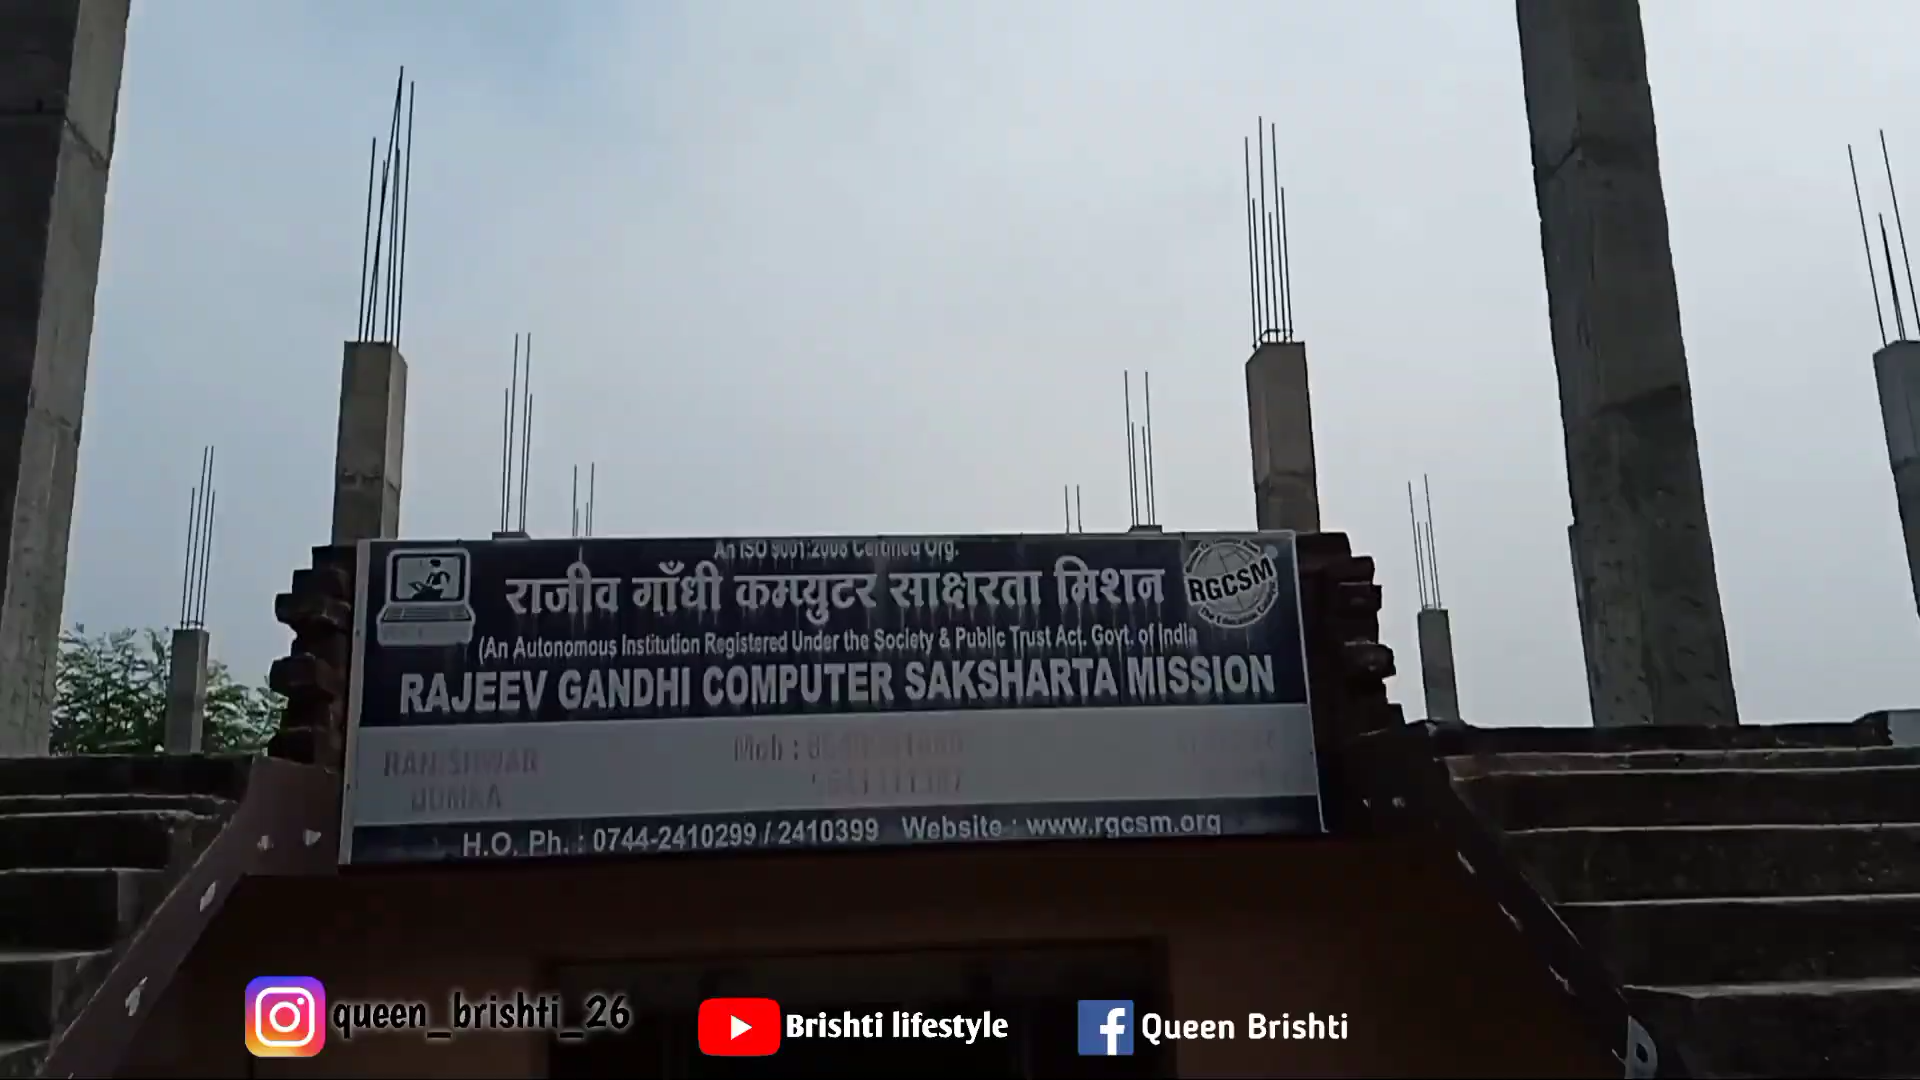 An ISO 9001:2008 Certified Org.
राजीव गाँधी कम्प्युटर साक्षरता मिशन
RGCSM
(An Autonomous Institution Registered Under the Society & Public Trust Act. Govt. of India
RAJEEV GANDHI COMPUTER SAKSHARTA MISSION
RANISHWAR
Mob :
DUMKA
H.O. Ph. : 0744-2410299 / 2410399 Website : www.rgcsm.org
queen_brishti_26
Brishti lifestyle
Queen Brishti